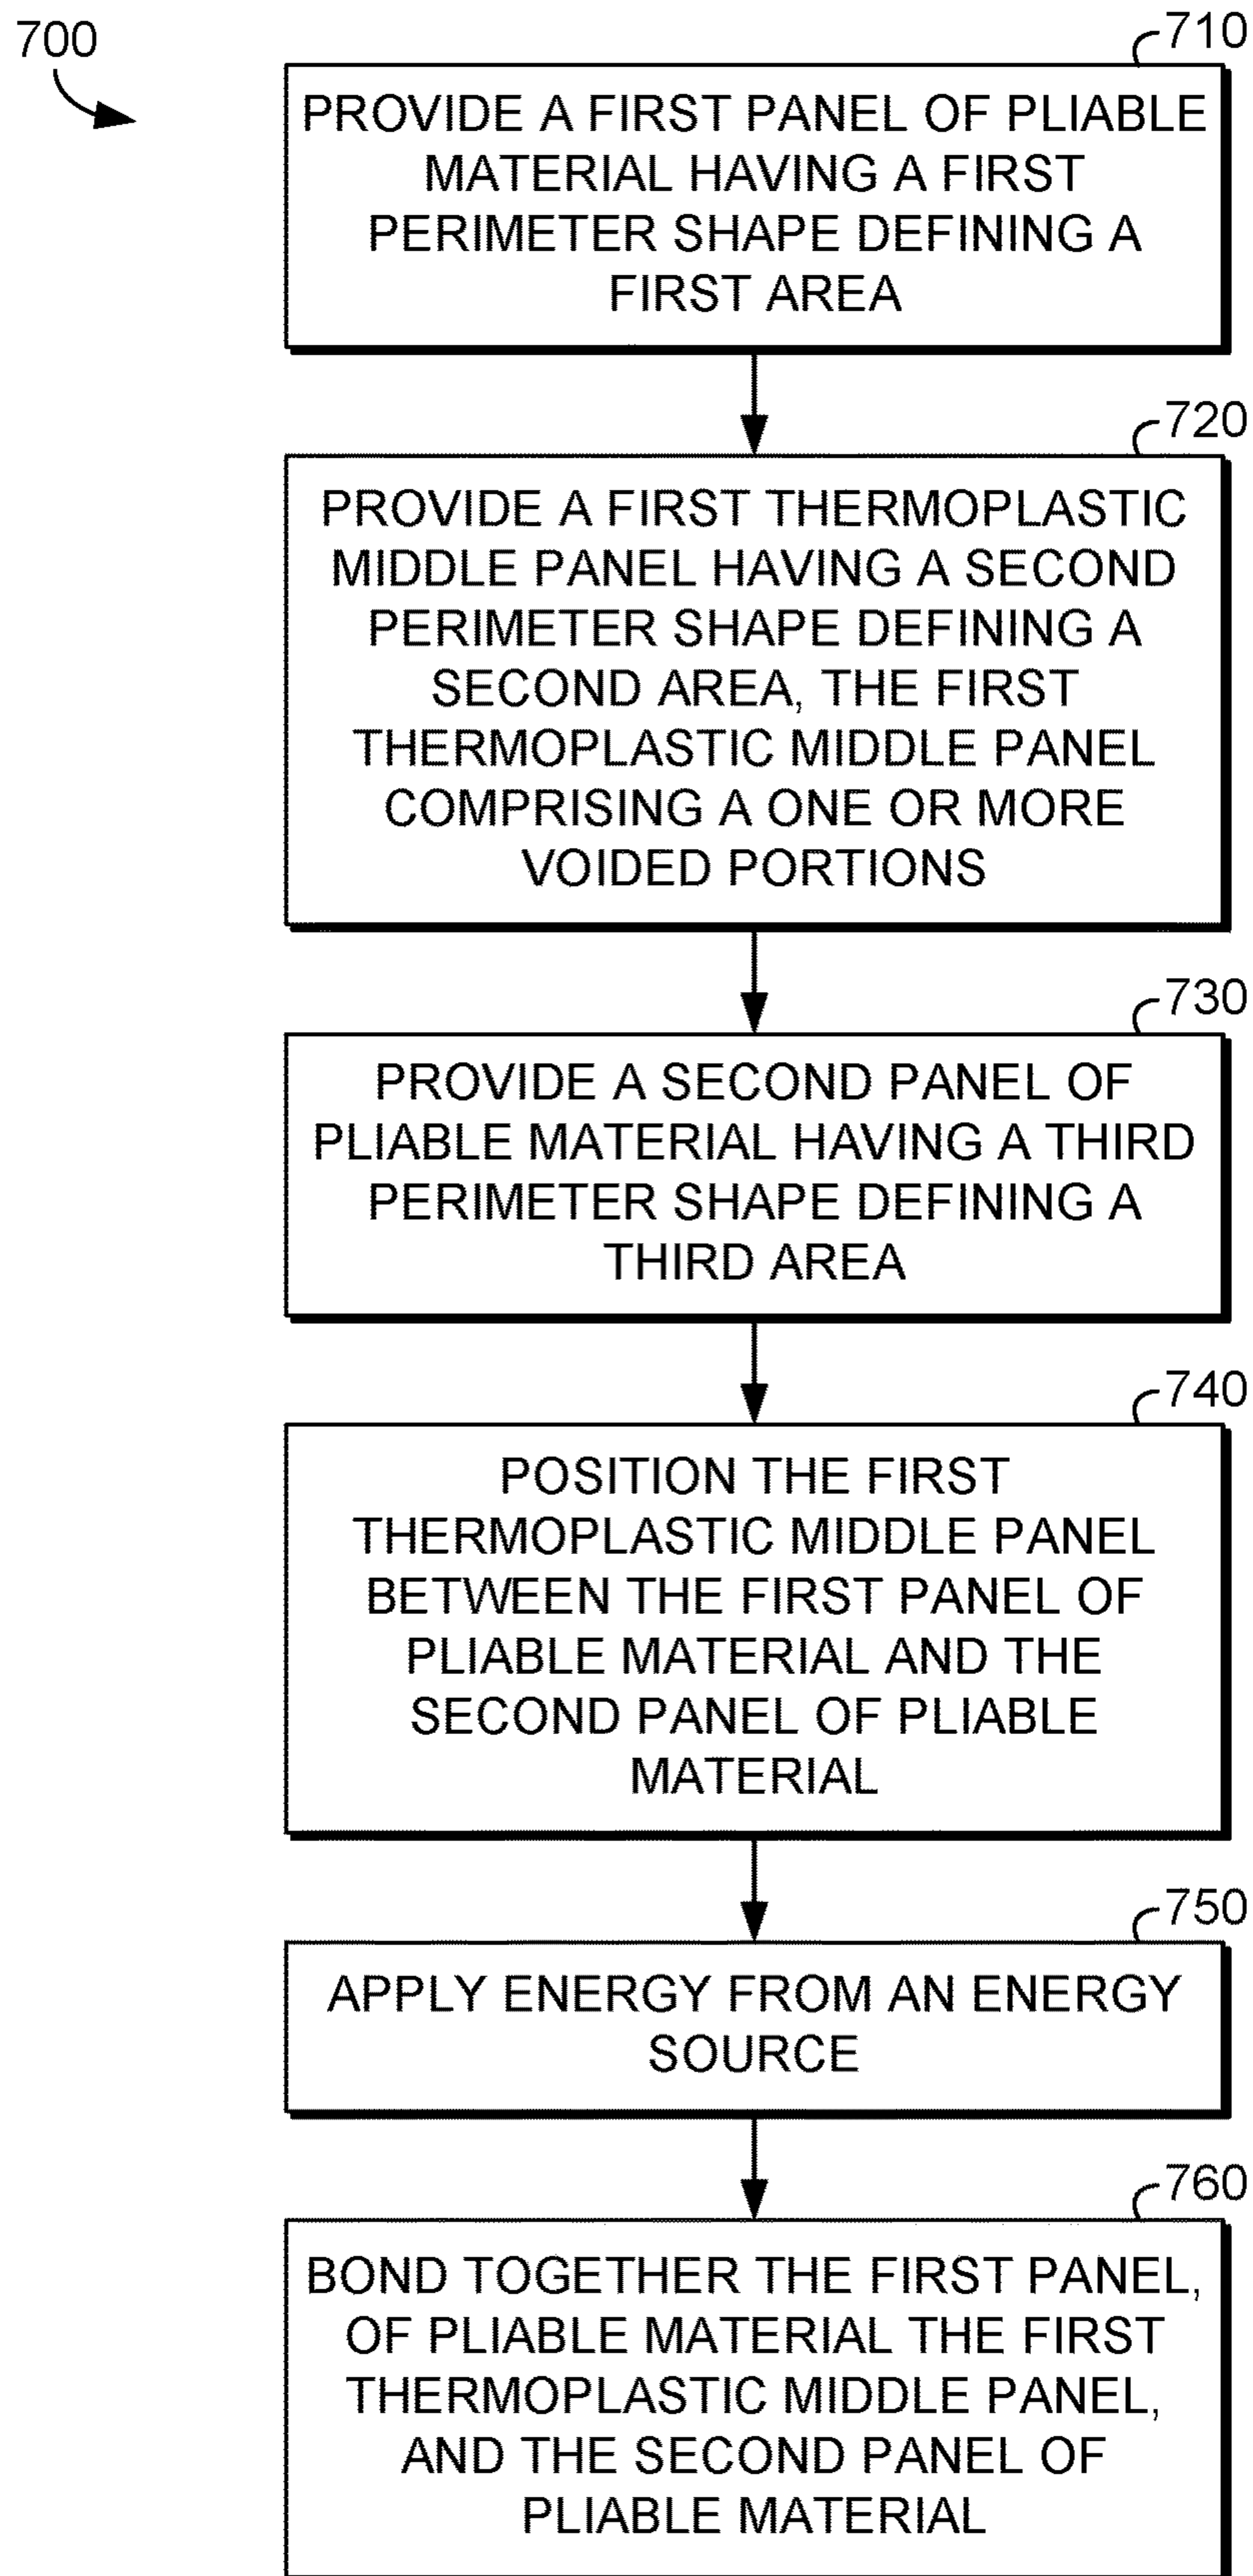 700
710
PROVIDE A FIRST PANEL OF PLIABLE
MATERIAL HAVING A FIRST
PERIMETER SHAPE DEFINING A
FIRST AREA
720
PROVIDE A FIRST THERMOPLASTIC
MIDDLE PANEL HAVING A SECOND
PERIMETER SHAPE DEFINING A
SECOND AREA, THE FIRST
THERMOPLASTIC MIDDLE PANEL
COMPRISING A ONE OR MORE
VOIDED PORTIONS
730
PROVIDE A SECOND PANEL OF
PLIABLE MATERIAL HAVING A THIRD
PERIMETER SHAPE DEFINING A
THIRD AREA
740
POSITION THE FIRST
THERMOPLASTIC MIDDLE PANEL
BETWEEN THE FIRST PANEL OF
PLIABLE MATERIAL AND THE
SECOND PANEL OF PLIABLE
MATERIAL
750
APPLY ENERGY FROM AN ENERGY
SOURCE
760
BOND TOGETHER THE FIRST PANEL,
OF PLIABLE MATERIAL THE FIRST
THERMOPLASTIC MIDDLE PANEL,
AND THE SECOND PANEL OF
PLIABLE MATERIAL